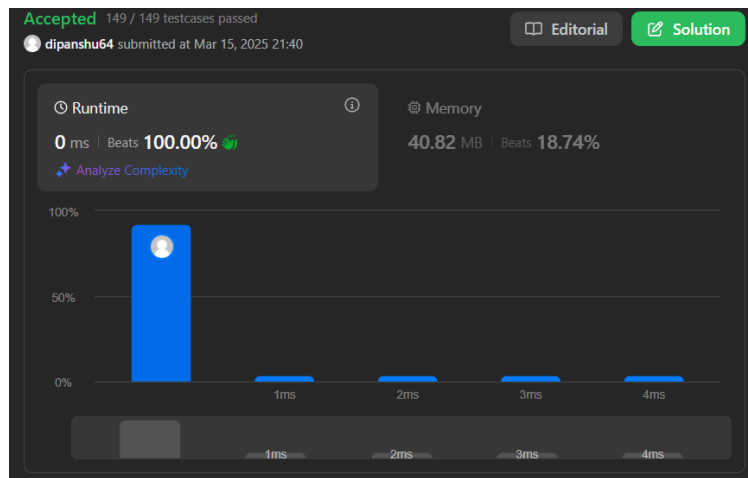 Accepted 149 / 149 testcases passed
Editorial
Solution
dipanshu64 submitted at Mar 15, 2025 21:40
Runtime
Memory
0 ms Beats 100.00%
40.82 MB Beats 18.74%
Analyze Complexity
100%
50%
0%
1ms 2ms 3ms 4ms
1ms 2ms 3ms 4ms